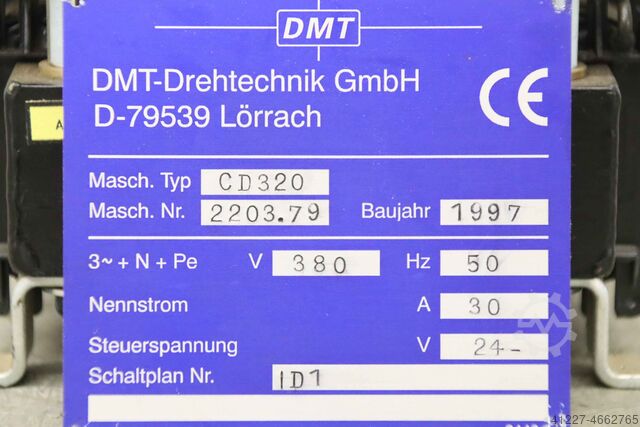 DMT
DMT-Drehtechnik GmbH
D-79539 Lörrach
CE
Masch. Typ CD320
Masch. Nr. 2203.79 Baujahr 1997
3~ + N + Pe V 380 Hz 50
Nennstrom A 30
Steuerspannung V 24-
Schaltplan Nr. ID1
A
41227-4662765